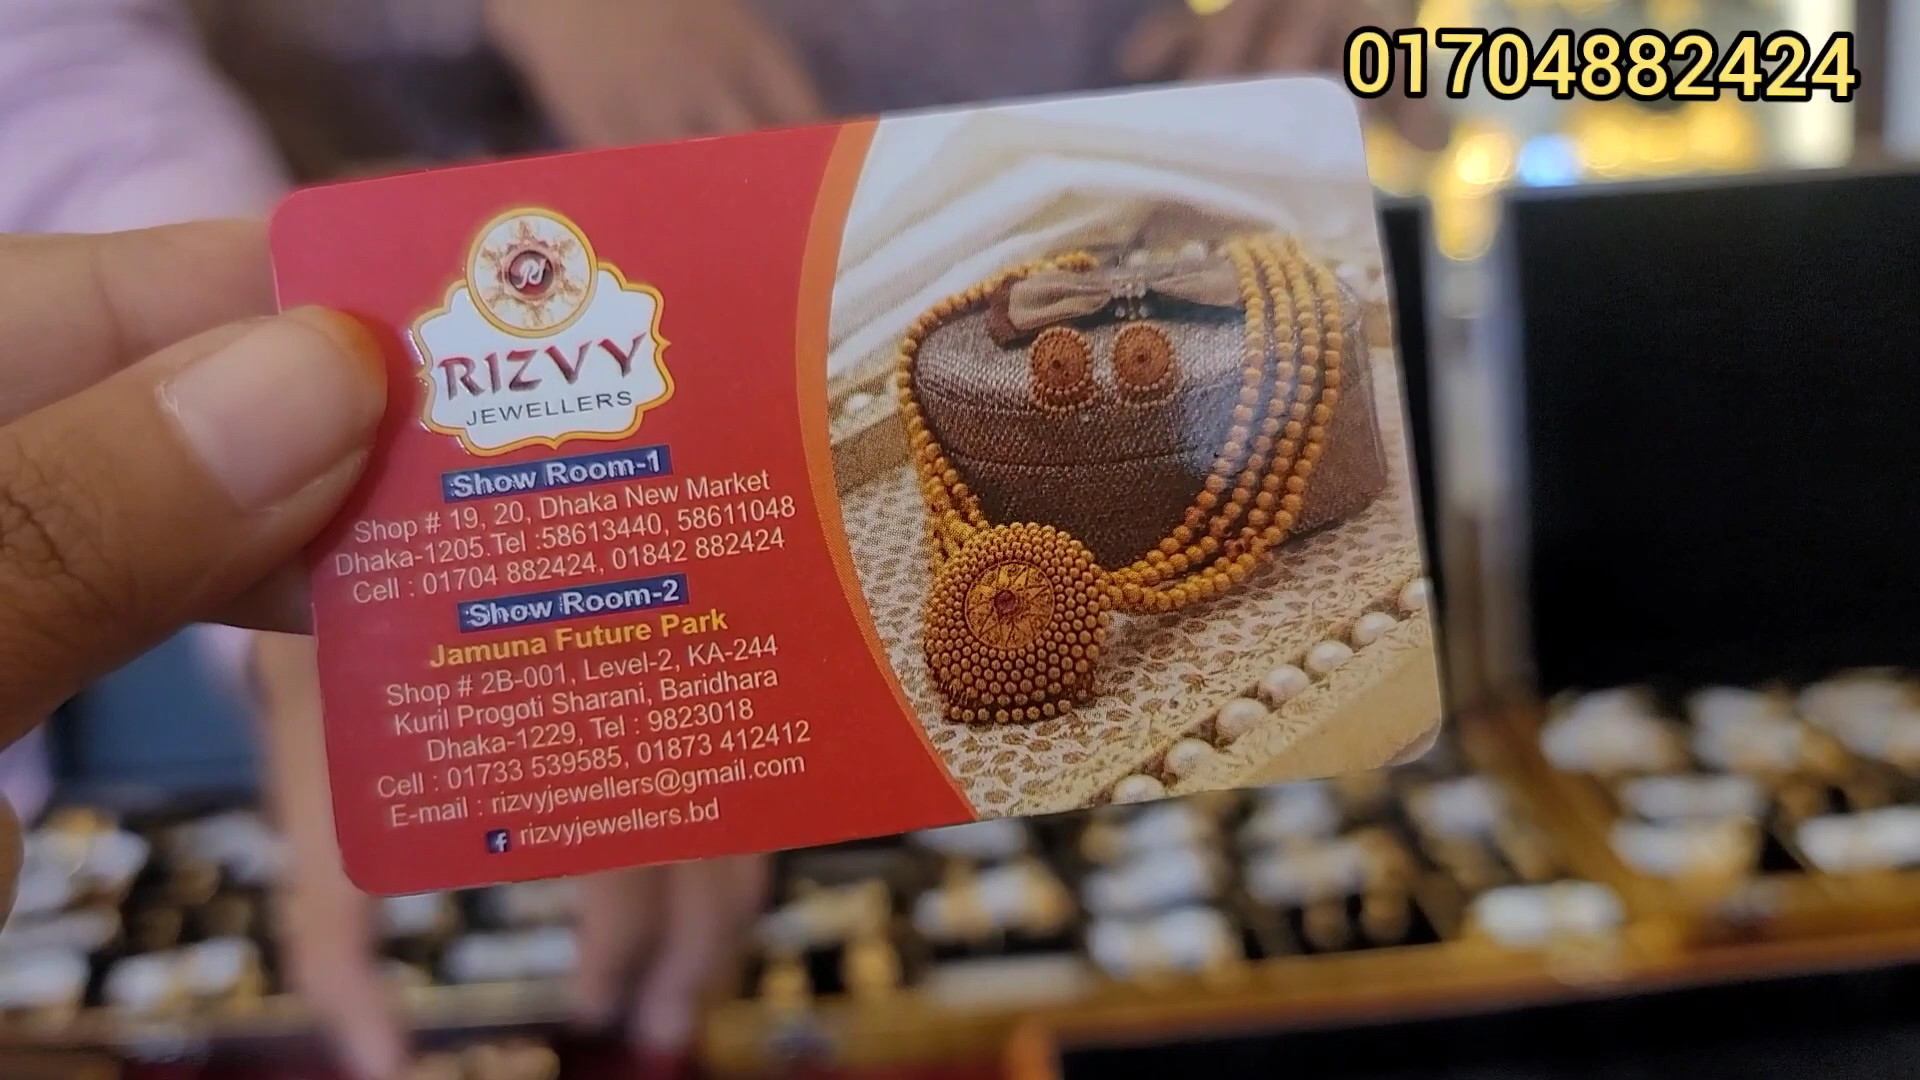 01704882424
RJ
RIZVY
JEWELLERS
Show Room-1
Shop # 19, 20, Dhaka New Market
Dhaka-1205.Tel :58613440, 58611048
Cell : 01704 882424, 01842 882424
Show Room-2
Jamuna Future Park
Shop # 2B-001, Level-2, KA-244
Kuril Progoti Sharani, Baridhara
Dhaka-1229, Tel : 9823018
Cell : 01733 539585, 01873 412412
E-mail : rizvyjewellers@gmail.com
f rizvyjewellers.bd